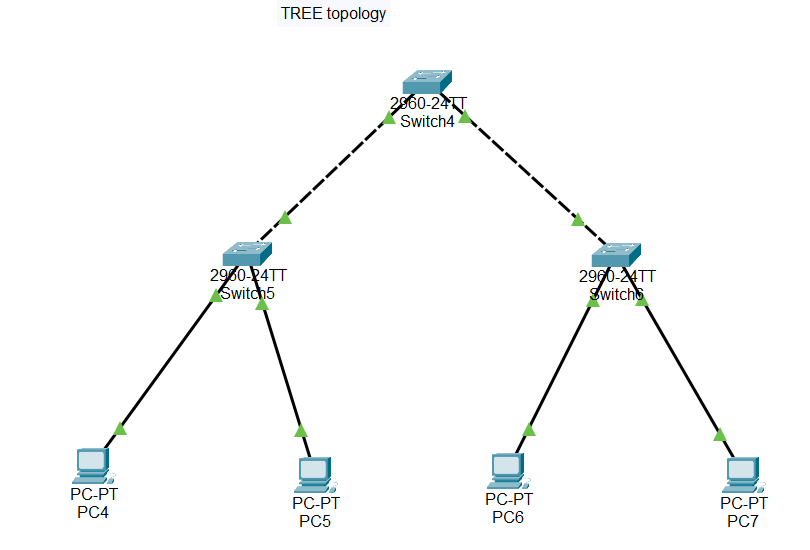 TREE topology
2960-24TT
Switch4
2960-24TT
Switch5
2960-24TT
Switch6
PC-PT
PC4
PC-PT
PC5
PC-PT
PC6
PC-PT
PC7